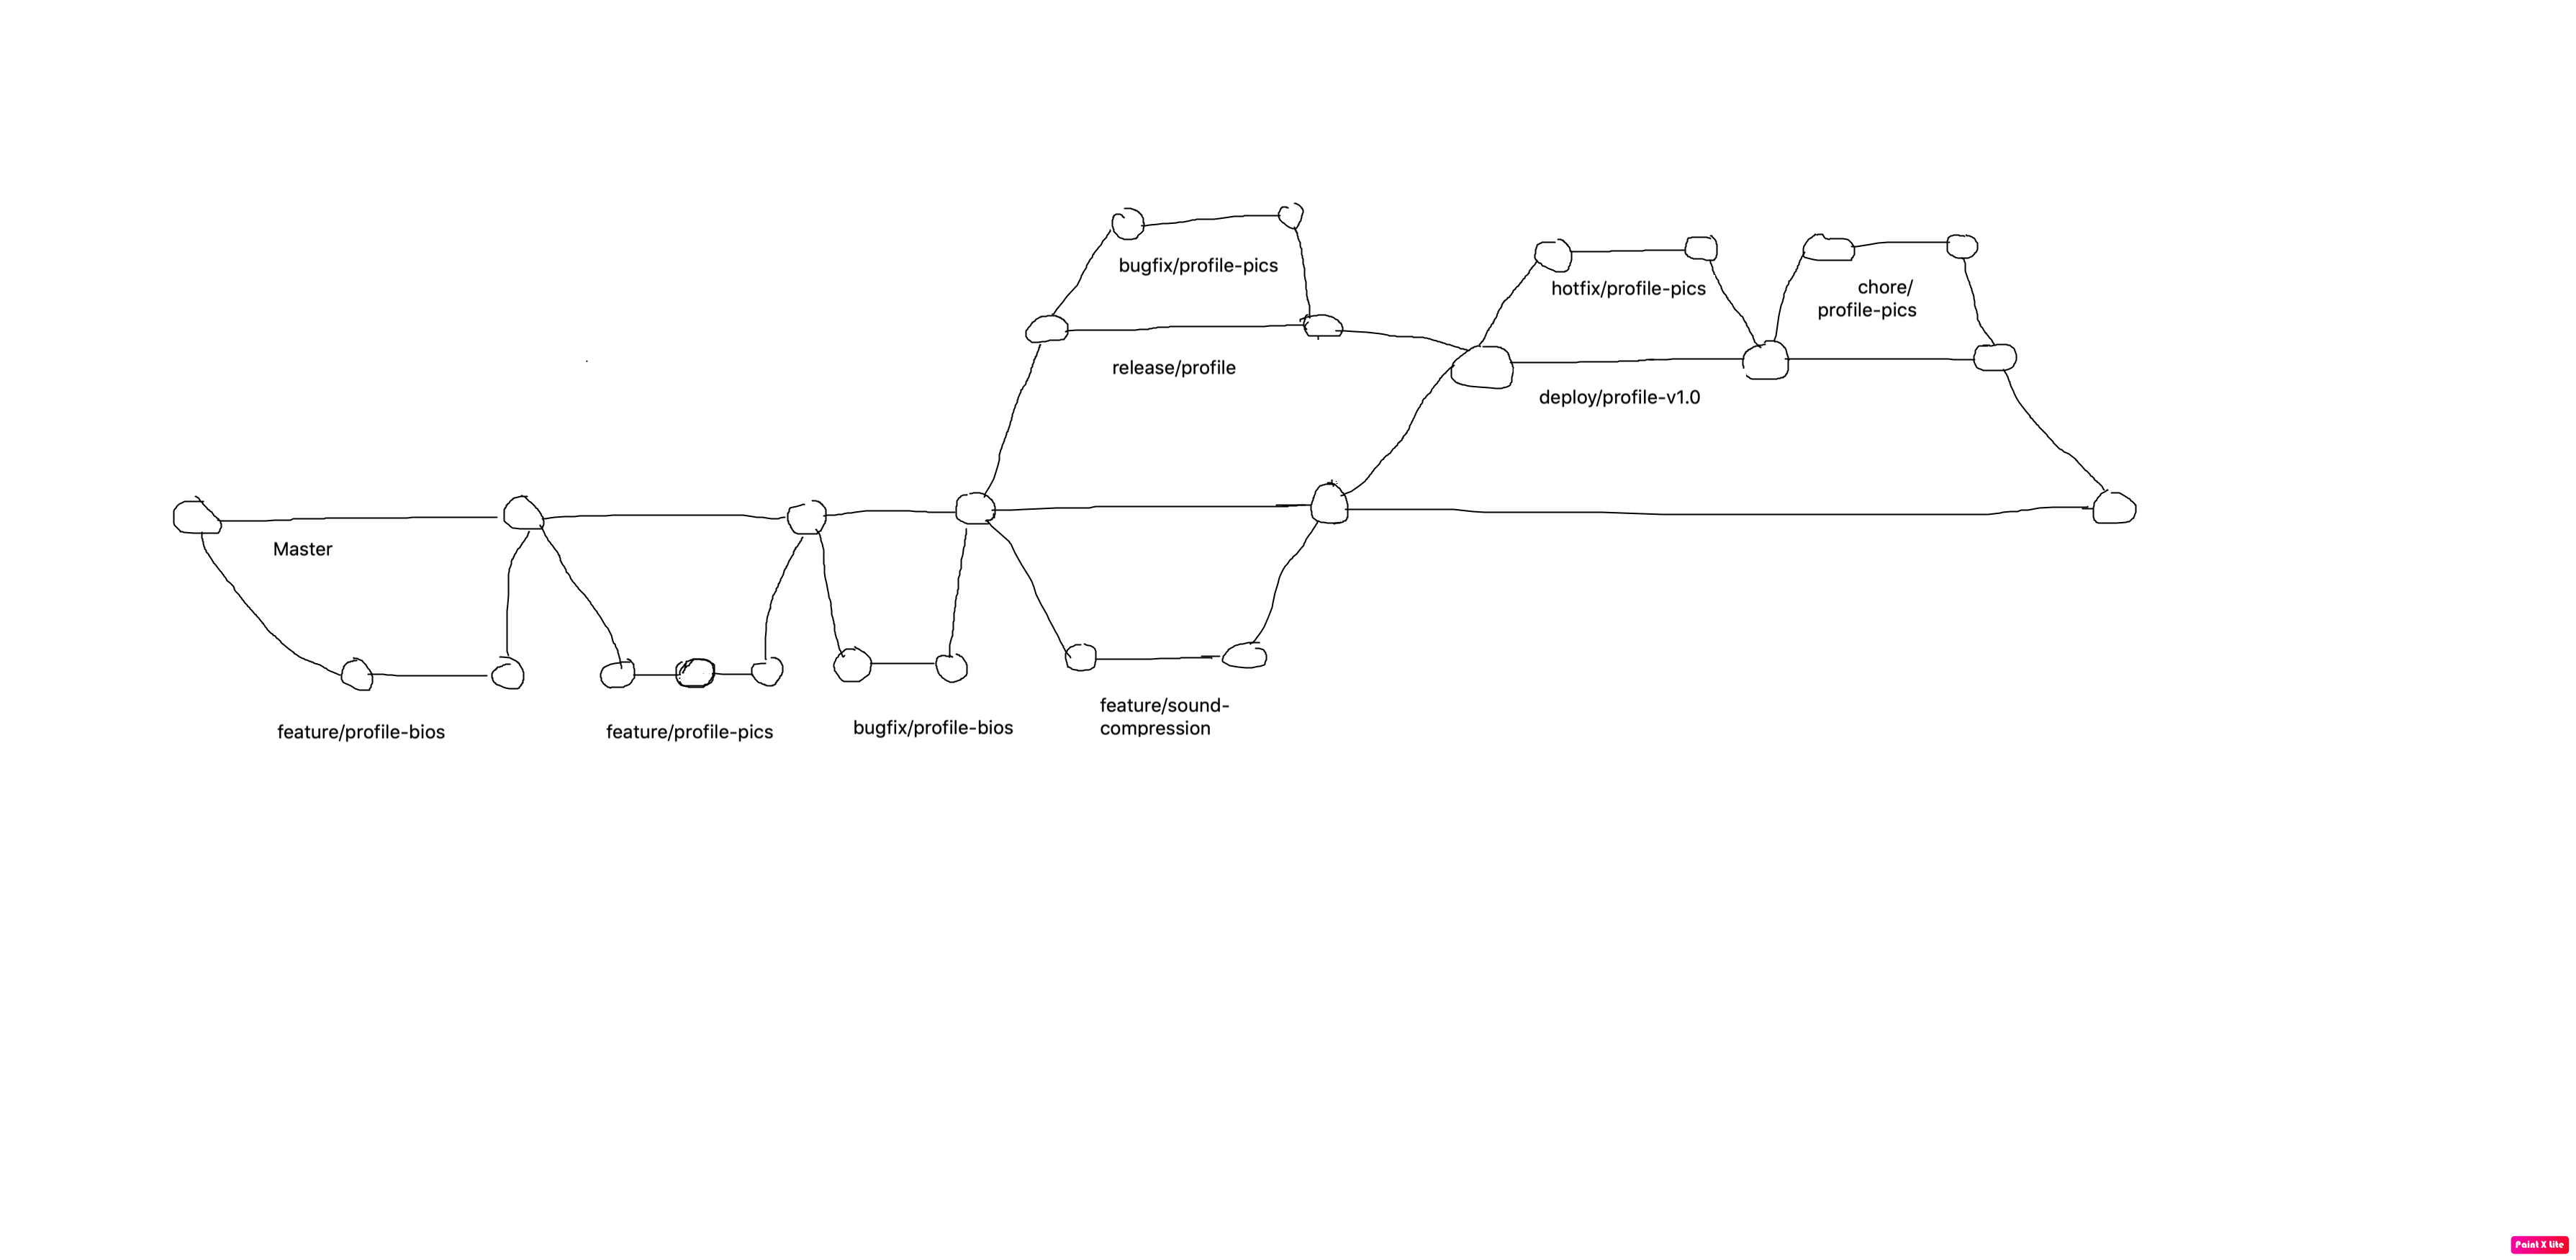 bugfix/profile-pics
hotfix/profile-pics
chore/
profile-pics
release/profile
deploy/profile-v1.0
Master
feature/profile-bios
feature/profile-pics
bugfix/profile-bios
feature/sound-
compression
Paint X Lite